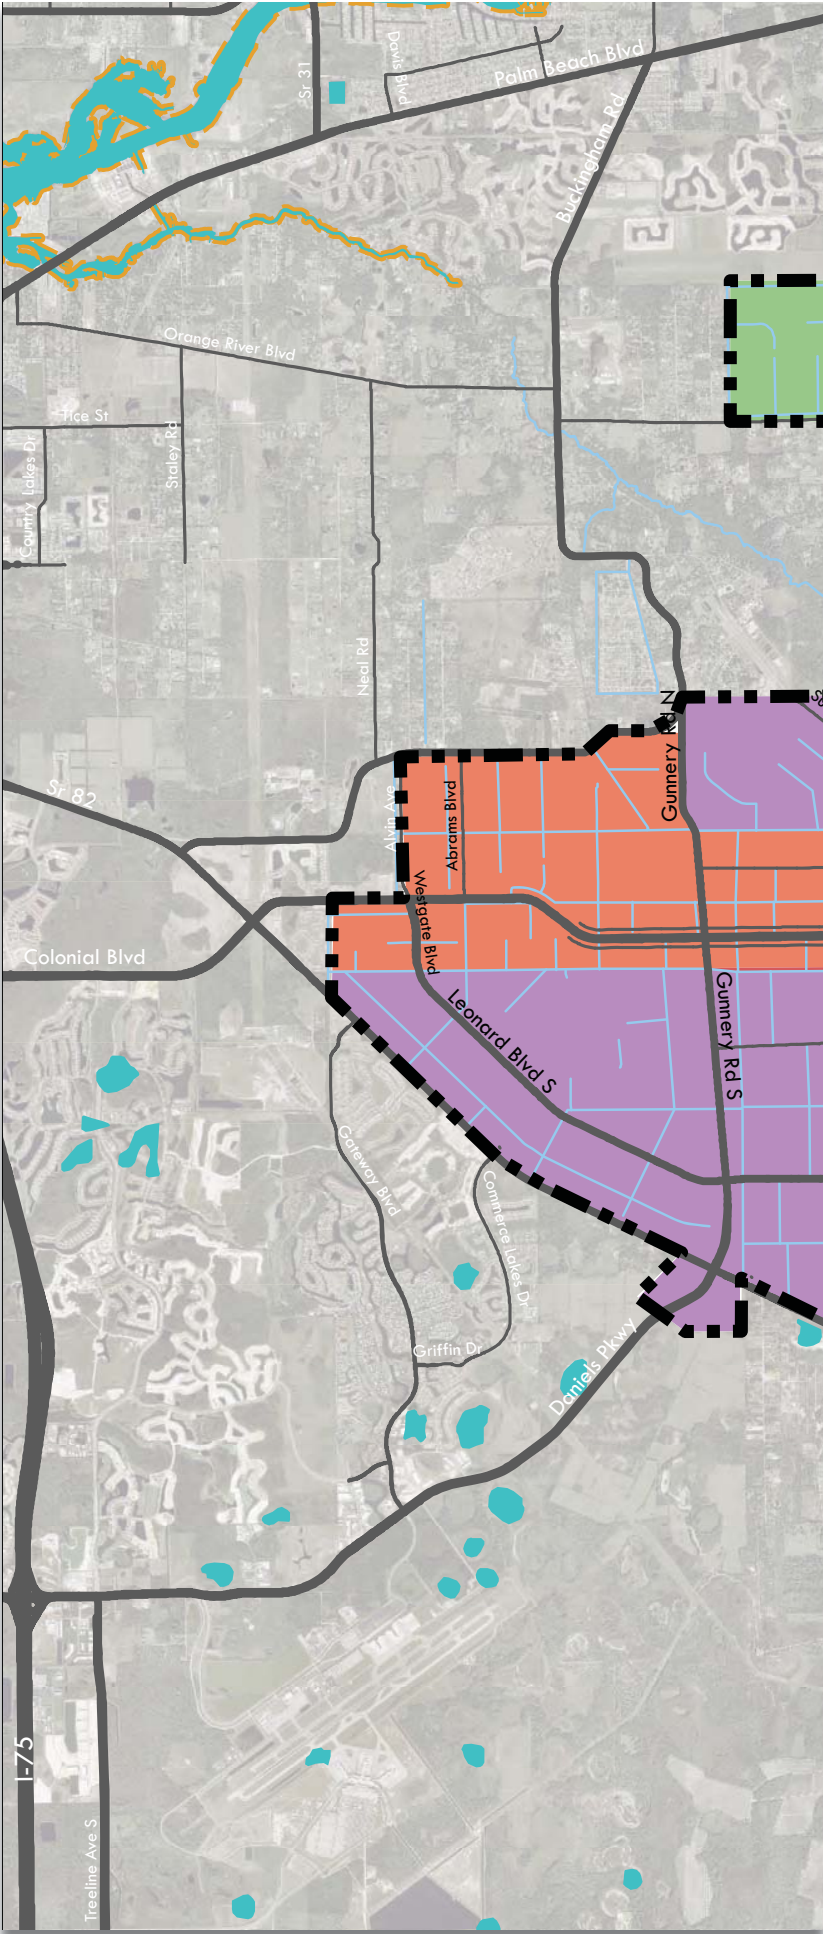 Davis Blvd
Palm Beach Blvd
Sr 31
Buckingham Rd
Orange River Blvd
Tice St
Staley Rd
Country Lakes Dr
Neal Rd
Gunnery Rd N
Sr 82
Alvin Ave
Abrams Blvd
Westgate Blvd
Colonial Blvd
Gunnery Rd S
Leonard Blvd S
Gateway Blvd
Commerce Lakes Dr
Griffin Dr
Daniels Pkwy
I-75
Treeline Ave S